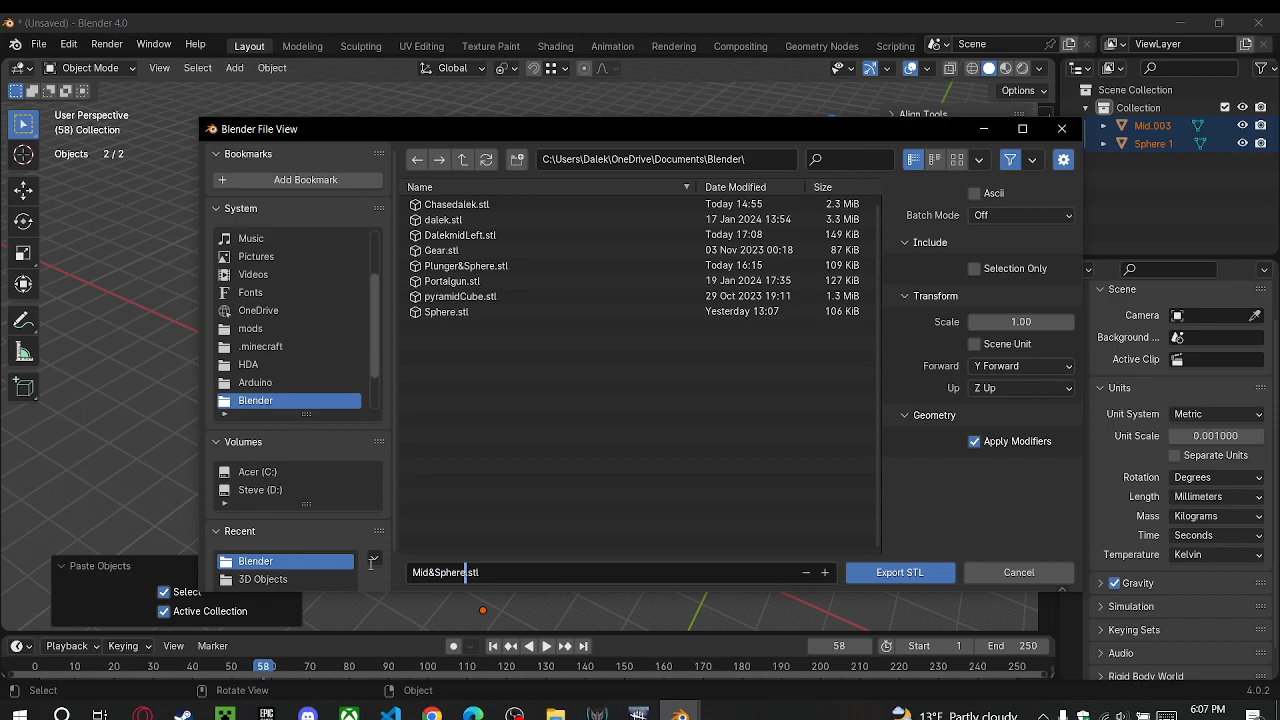 * (Unsaved) - Blender 4.0
File Edit Render Window Help Layout Modeling Sculpting UV Editing Texture Paint Shading Animation Rendering Compositing Geometry Nodes Scripting Scene ViewLayer
Object Mode View Select Add Object Global
Options
User Perspective
(58) Collection
Objects 2 / 2
Align Tools
Scene Collection
Collection
Mid.003
Sphere 1
Blender File View
Bookmarks
Add Bookmark
System
Music
Pictures
Videos
Fonts
OneDrive
mods
.minecraft
HDA
Arduino
Blender
Volumes
Acer (C:)
Steve (D:)
Recent
Blender
3D Objects
C:\Users\Dalek\OneDrive\Documents\Blender\
Name Date Modified Size
Chasedalek.stl Today 14:55 2.3 MiB
dalek.stl 17 Jan 2024 13:54 3.3 MiB
DalekmidLeft.stl Today 17:08 149 KiB
Gear.stl 03 Nov 2023 00:18 87 KiB
Plunger&Sphere.stl Today 16:15 109 KiB
Portalgun.stl 19 Jan 2024 17:35 127 KiB
pyramidCube.stl 29 Oct 2023 19:11 1.3 MiB
Sphere.stl Yesterday 13:07 106 KiB
Mid&Sphere.stl
Export STL Cancel
Ascii
Batch Mode Off
Include
Selection Only
Transform
Scale 1.00
Scene Unit
Forward Y Forward
Up Z Up
Geometry
Apply Modifiers
Scene
Camera
Background ...
Active Clip
Units
Unit System Metric
Unit Scale 0.001000
Separate Units
Rotation Degrees
Length Millimeters
Mass Kilograms
Time Seconds
Temperature Kelvin
Gravity
Simulation
Keying Sets
Audio
Rigid Body World
Paste Objects
Select
Active Collection
Playback Keying View Marker 58 Start 1 End 250
0 10 20 30 40 50 58 70 80 90 100 110 120 130 140 150 160 170 180 190 200 210 220 230 240 250
Select Rotate View Object 4.0.2
EPIC
13°F Partly cloudy 6:07 PM